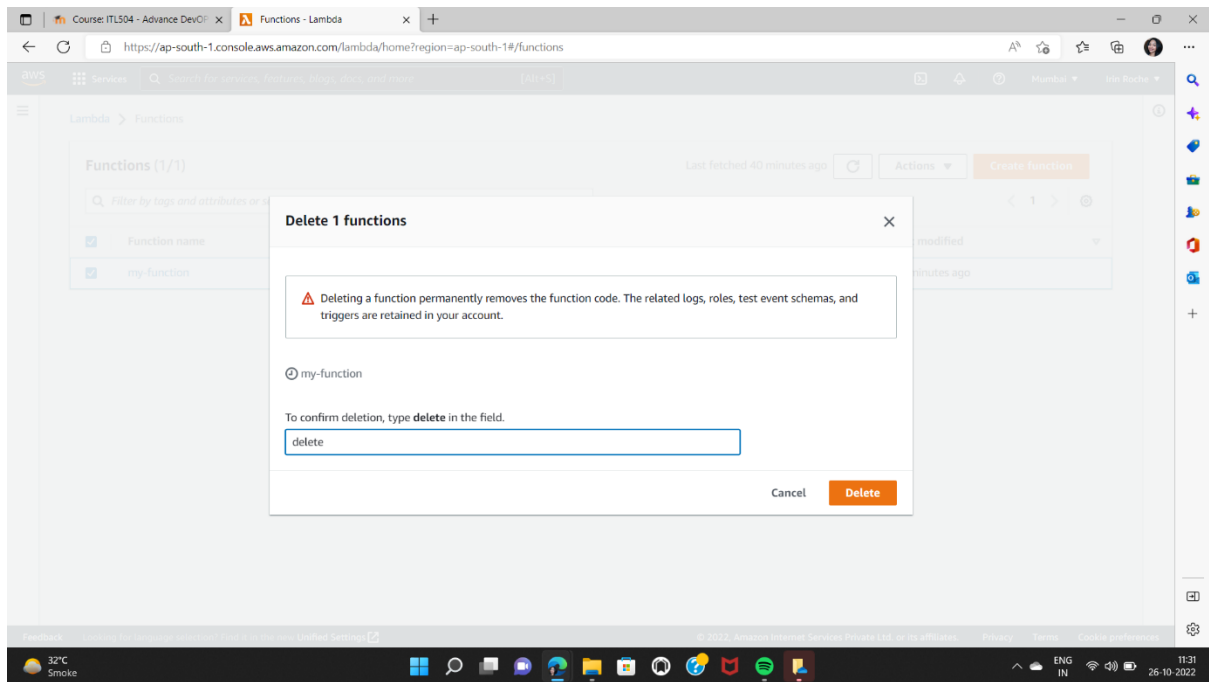 Course: ITL504 - Advance DevOP
Functions - Lambda
https://ap-south-1.console.aws.amazon.com/lambda/home?region=ap-south-1#/functions
aws
Services
Search for services, features, blogs, docs, and more
[Alt+S]
Mumbai
Lambda > Functions
Functions (1/1)
Last fetched 40 minutes ago
Actions
Create function
Filter by tags and attributes or
1
Function name
modified
my-function
minutes ago
Delete 1 functions
Deleting a function permanently removes the function code. The related logs, roles, test event schemas, and
triggers are retained in your account.
my-function
To confirm deletion, type delete in the field.
delete
Cancel
Delete
Feedback
Looking for language selection? Find it in the new Unified Settings
© 2022, Amazon Internet Services Private Ltd. or its affiliates.
Privacy
Terms
Cookie preferences
32°C
Smoke
ENG
IN
11:31
26-10-2022